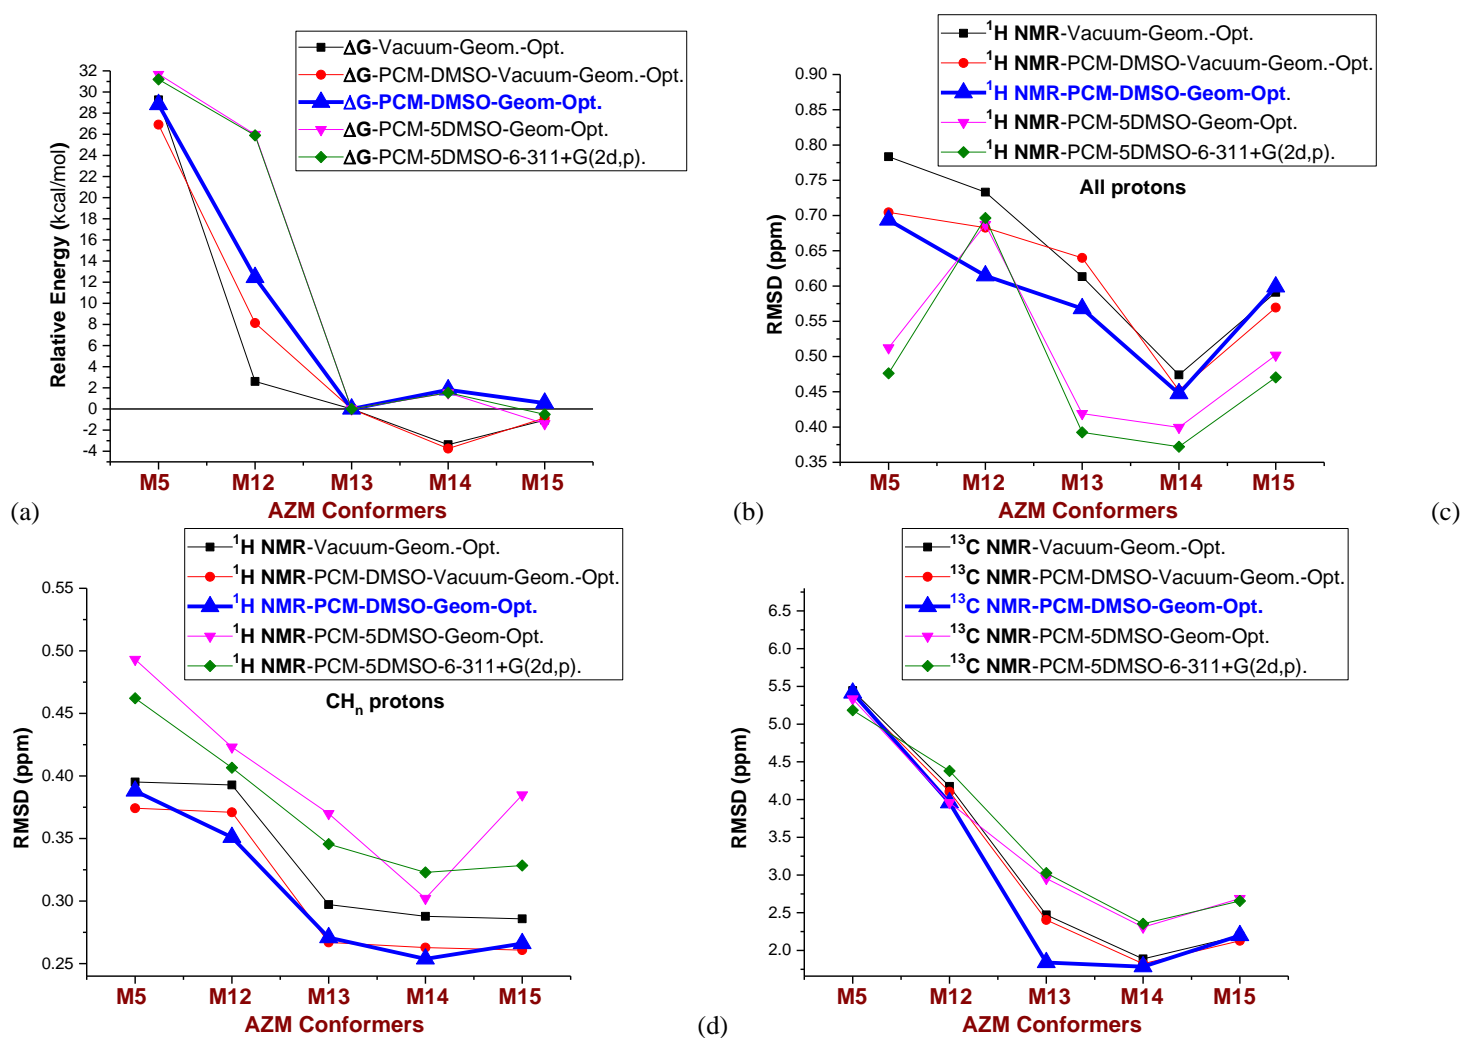 ΔG-Vacuum-Geom.-Opt.
ΔG-PCM-DMSO-Vacuum-Geom.-Opt.
ΔG-PCM-DMSO-Geom-Opt.
ΔG-PCM-5DMSO-Geom-Opt.
ΔG-PCM-5DMSO-6-311+G(2d,p).
32
30
28
26
24
22
20
18
16
14
12
10
8
6
4
2
0
-2
-4
Relative Energy (kcal/mol)
M5 M12 M13 M14 M15
AZM Conformers
(a)
¹H NMR-Vacuum-Geom.-Opt.
¹H NMR-PCM-DMSO-Vacuum-Geom.-Opt.
¹H NMR-PCM-DMSO-Geom-Opt.
¹H NMR-PCM-5DMSO-Geom-Opt.
¹H NMR-PCM-5DMSO-6-311+G(2d,p).
All protons
0.90
0.85
0.80
0.75
0.70
0.65
0.60
0.55
0.50
0.45
0.40
0.35
RMSD (ppm)
M5 M12 M13 M14 M15
AZM Conformers
(b)
(c)
¹H NMR-Vacuum-Geom.-Opt.
¹H NMR-PCM-DMSO-Vacuum-Geom.-Opt.
¹H NMR-PCM-DMSO-Geom-Opt.
¹H NMR-PCM-5DMSO-Geom-Opt.
¹H NMR-PCM-5DMSO-6-311+G(2d,p).
CHₙ protons
0.55
0.50
0.45
0.40
0.35
0.30
0.25
RMSD (ppm)
M5 M12 M13 M14 M15
AZM Conformers
(d)
¹³C NMR-Vacuum-Geom.-Opt.
¹³C NMR-PCM-DMSO-Vacuum-Geom.-Opt.
¹³C NMR-PCM-DMSO-Geom-Opt.
¹³C NMR-PCM-5DMSO-Geom-Opt.
¹³C NMR-PCM-5DMSO-6-311+G(2d,p).
6.5
6.0
5.5
5.0
4.5
4.0
3.5
3.0
2.5
2.0
RMSD (ppm)
M5 M12 M13 M14 M15
AZM Conformers